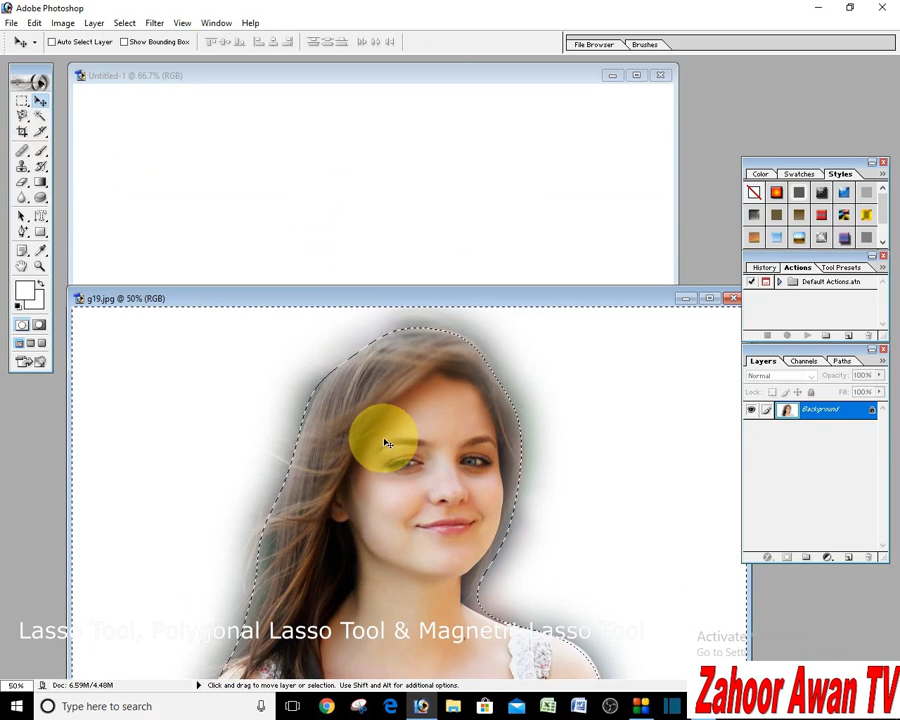 Adobe Photoshop
File Edit Image Layer Select Filter View Window Help
Auto Select Layer Show Bounding Box
File Browser Brushes
Untitled-1 @ 66.7% (RGB)
Color Swatches Styles
History Actions Tool Presets
Default Actions.atn
g19.jpg @ 50% (RGB)
Layers Channels Paths
Normal Opacity: 100%
Lock: Fill: 100%
Background
Lasso Tool, Polygonal Lasso Tool & Magnetic Lasso Tool
Activate
Go to Sett
50% Doc: 6.59M/4.48M Click and drag to move layer or selection. Use Shift and Alt for additional options.
Zahoor Awan TV
Type here to search